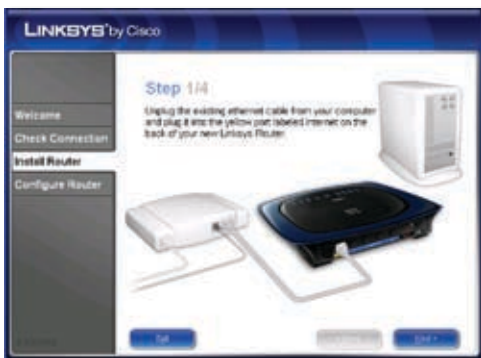 LINKSYS by Cisco
Step 1/4
Unplug the existing ethernet cable from your computer
and plug it into the yellow port labeled Internet on the
back of your new Linksys Router.
Welcome
Check Connection
Install Router
Configure Router
Exit
Next